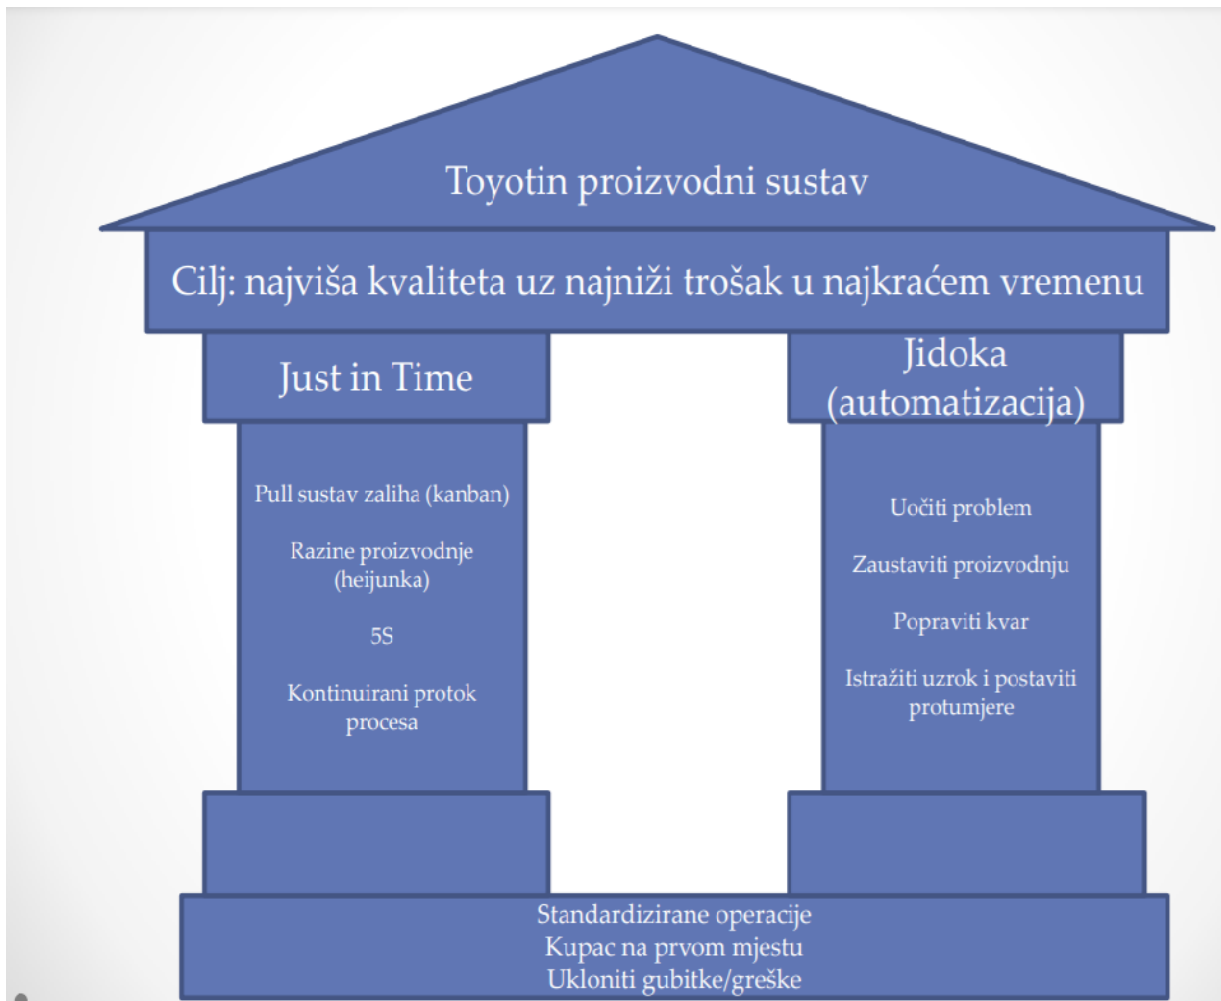 Toyotin proizvodni sustav
Cilj: najviša kvaliteta uz najniži trošak u najkraćem vremenu
Just in Time
Pull sustav zaliha (kanban)
Razine proizvodnje
(heijunka)
5S
Kontinuirani protok
procesa
Jidoka
(automatizacija)
Uočiti problem
Zaustaviti proizvodnju
Popraviti kvar
Istražiti uzrok i postaviti
protumjere
Standardizirane operacije
Kupac na prvom mjestu
Ukloniti gubitke/greške